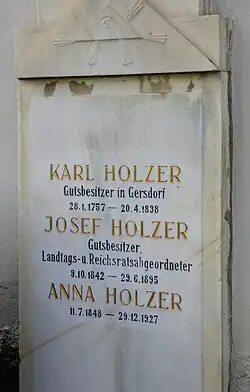 KARL HOLZER
Gutsbesitzer in Gersdorf
28.1.1757 — 20.4.1838
JOSEF HOLZER
Gutsbesitzer,
Landtags-u.Reichsratsabgeordneter
9.10.1842 — 29.6.1895
ANNA HOLZER
11.7.1848 — 29.12.1927